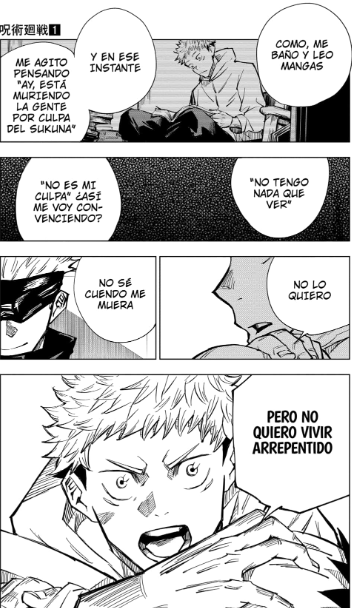 呪術廻戦 1
COMO, ME
BAÑO Y LEO
MANGAS
Y EN ESE
INSTANTE
ME AGITO
PENSANDO
"AY, ESTÁ
MURIENDO
LA GENTE
POR CULPA
DEL SUKUNA"
"NO TENGO
NADA QUE
VER"
"NO ES MI
CULPA" ¿ASÍ
ME VOY CON-
VENCIENDO?
NO LO
QUIERO
NO SÉ
CUENDO ME
MUERA
PERO NO
QUIERO VIVIR
ARREPENTIDO